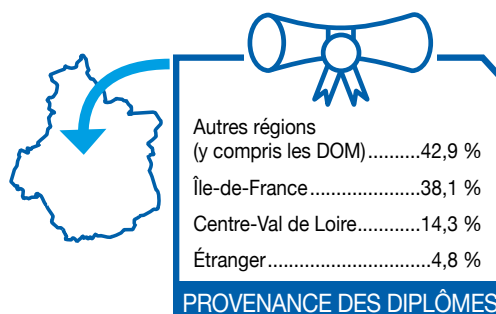 Autres régions
(y compris les DOM)..........42,9 %
Île-de-France.....................38,1 %
Centre-Val de Loire............14,3 %
Étranger...............................4,8 %
PROVENANCE DES DIPLÔMES